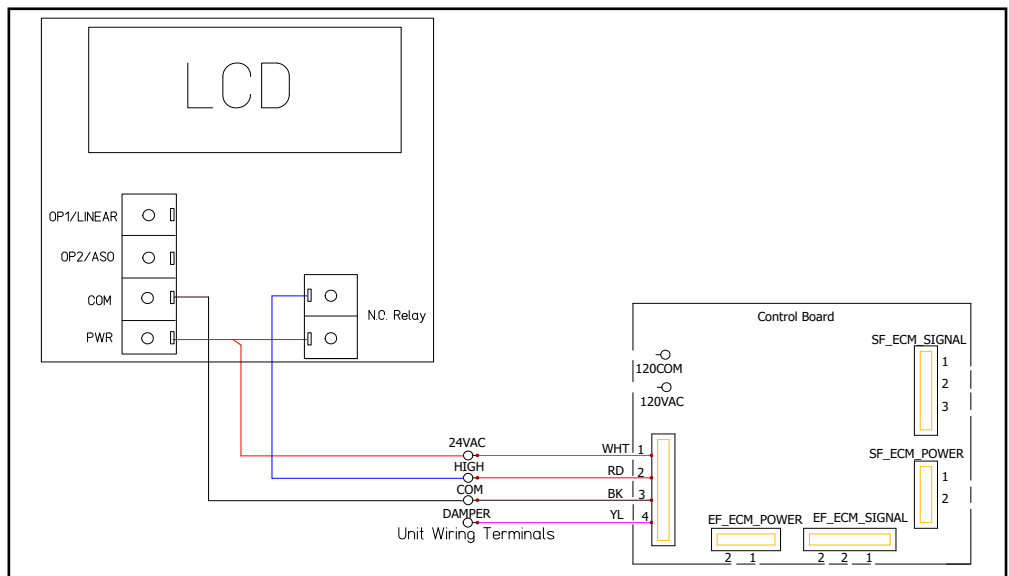 LCD
OP1/LINEAR
OP2/ASO
COM
PWR
N.C. Relay
Control Board
SF_ECM_SIGNAL
1
2
3
120COM
120VAC
SF_ECM_POWER
1
2
24VAC
WHT 1
HIGH
RD 2
COM
BK 3
DAMPER
YL 4
Unit Wiring Terminals
EF_ECM_POWER
2 1
EF_ECM_SIGNAL
2 2 1